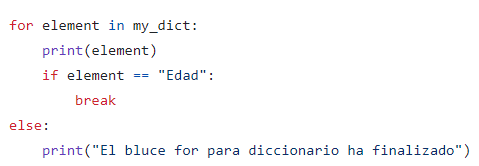 for element in my_dict:
    print(element)
    if element == "Edad":
        break
else:
    print("El bluce for para diccionario ha finalizado")